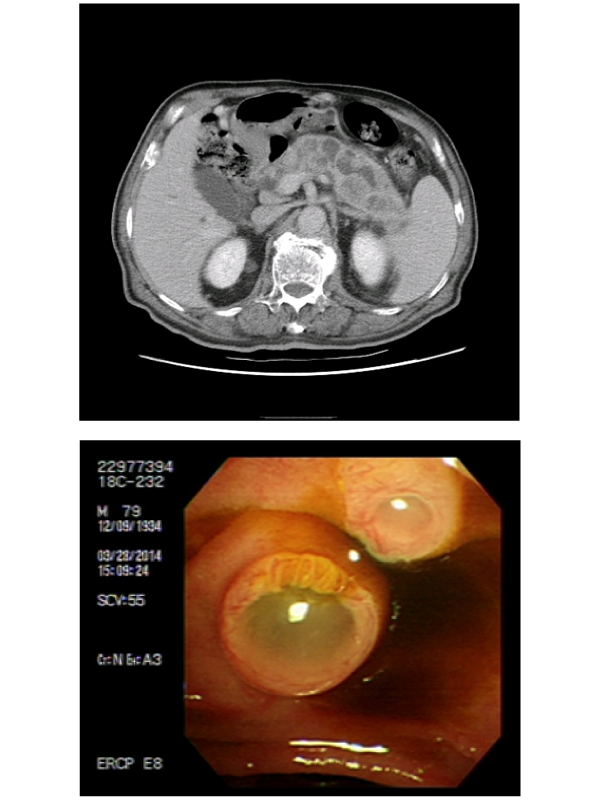 22977394
18C-232
M 79
12/09/1934
03/28/2014
15:09:24
SCV:55
Cr:N Eh:A3
ERCP E8